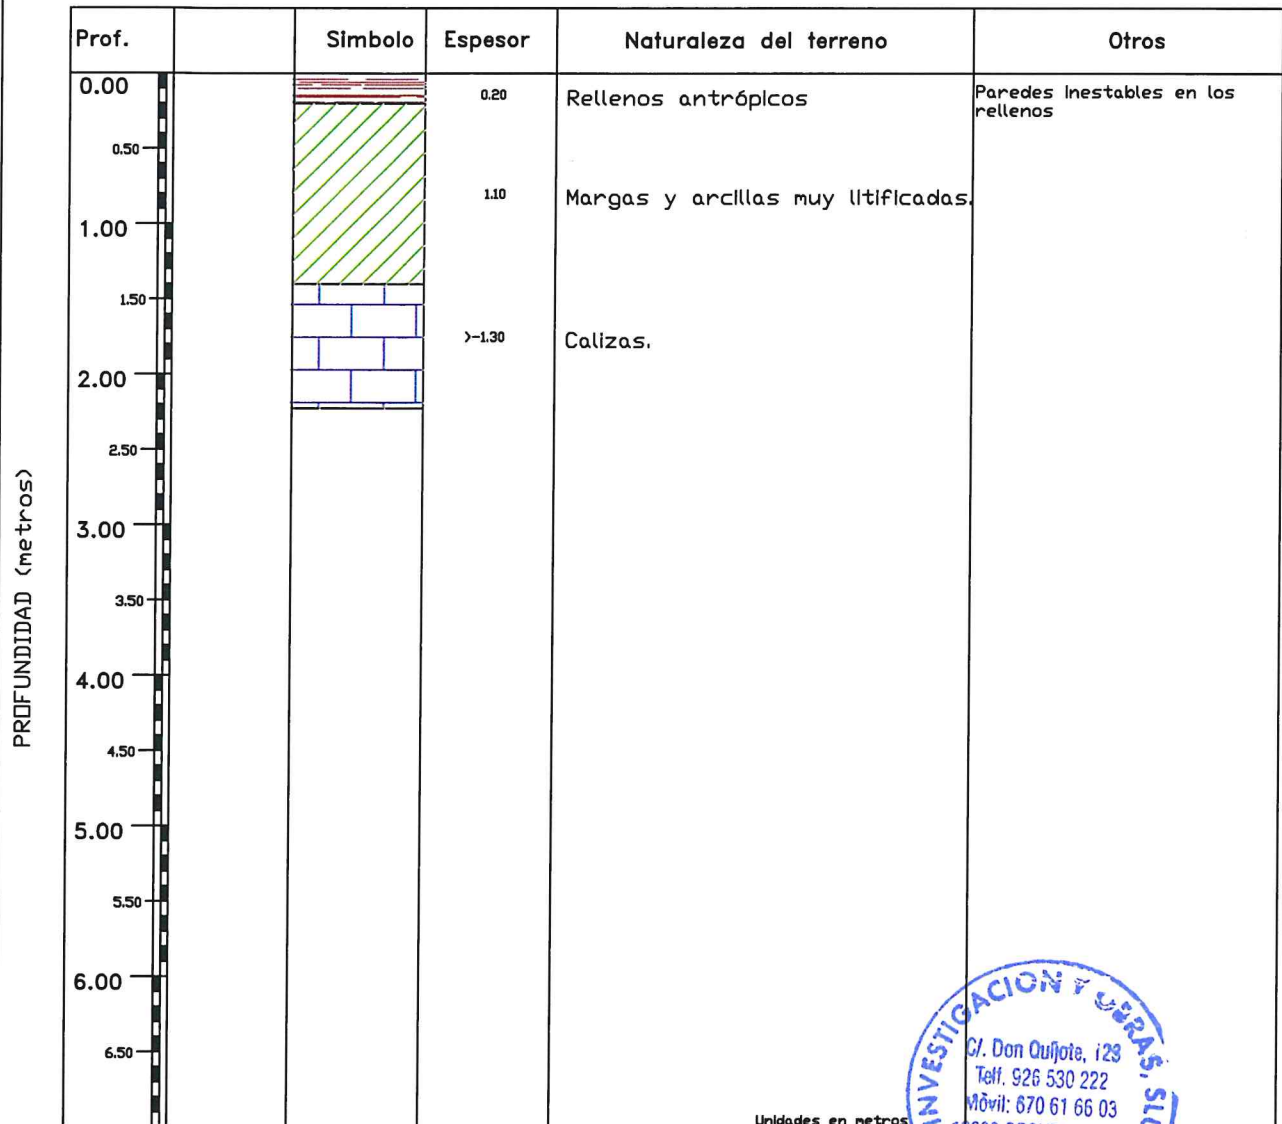 Prof.
Simbolo
Espesor
Naturaleza del terreno
Otros
0.00
0.20
Rellenos antrópicos
Paredes inestables en los
rellenos
0.50
1.10
Margas y arcillas muy litificadas.
1.00
1.50
>-1.30
Calizas.
2.00
2.50
3.00
3.50
4.00
4.50
5.00
5.50
6.00
6.50
PROFUNDIDAD (metros)
Unidades en metros
INVESTIGACION Y OBRAS, SL
C/. Don Quijote, 123
Telf. 926 530 222
Móvil: 670 61 66 03